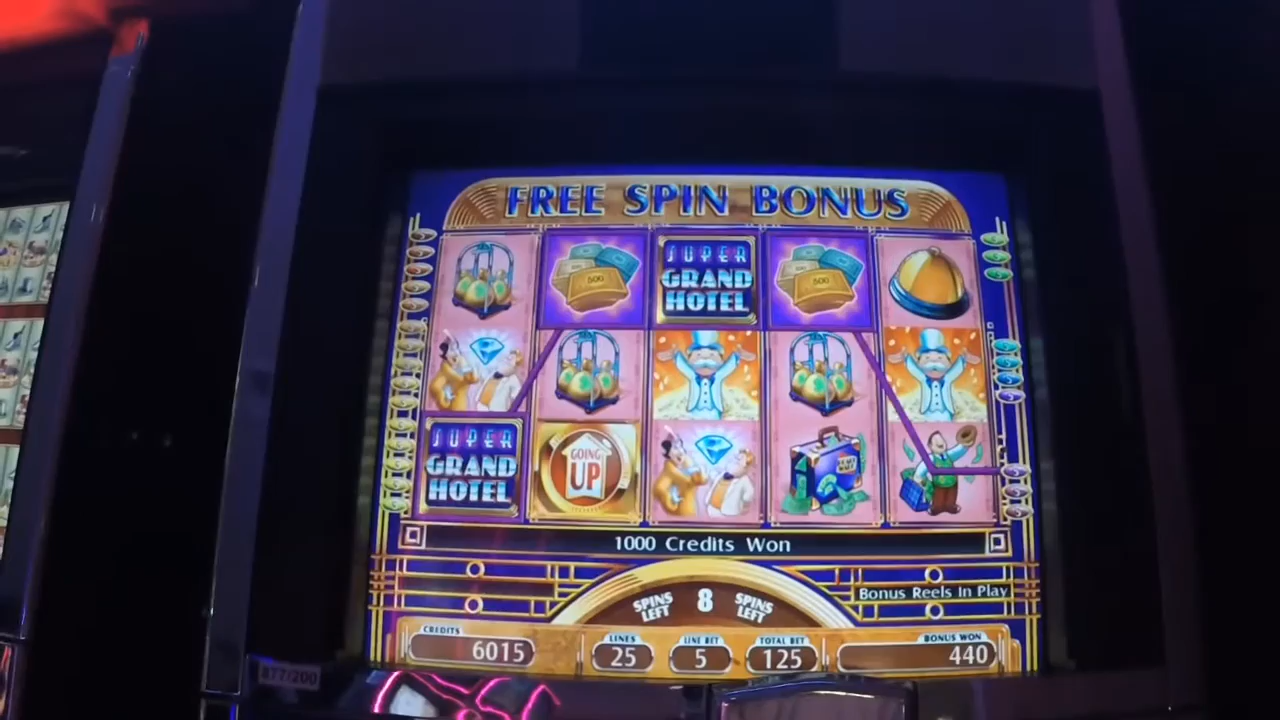 FREE SPIN BONUS
500
SUPER
GRAND
HOTEL
500
SUPER
GRAND
HOTEL
GOING
UP
1000 Credits Won
SPINS
LEFT
8
SPINS
LEFT
Bonus Reels In Play
CREDITS
6015
LINES
25
LINE BET
5
TOTAL BET
125
BONUS WON
440